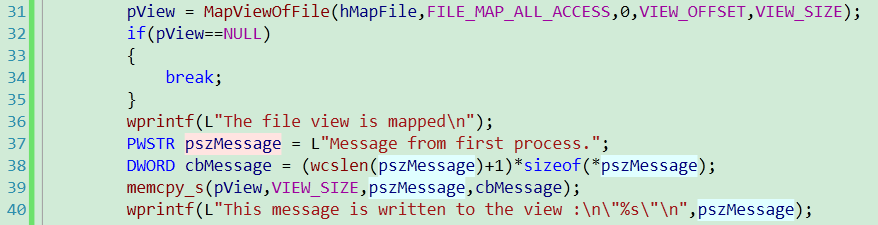 31 pView = MapViewOfFile(hMapFile,FILE_MAP_ALL_ACCESS,0,VIEW_OFFSET,VIEW_SIZE);
32 if(pView==NULL)
33 {
34 break;
35 }
36 wprintf(L"The file view is mapped\n");
37 PWSTR pszMessage = L"Message from first process.";
38 DWORD cbMessage = (wcslen(pszMessage)+1)*sizeof(*pszMessage);
39 memcpy_s(pView,VIEW_SIZE,pszMessage,cbMessage);
40 wprintf(L"This message is written to the view :\n\"%s\"\n",pszMessage);